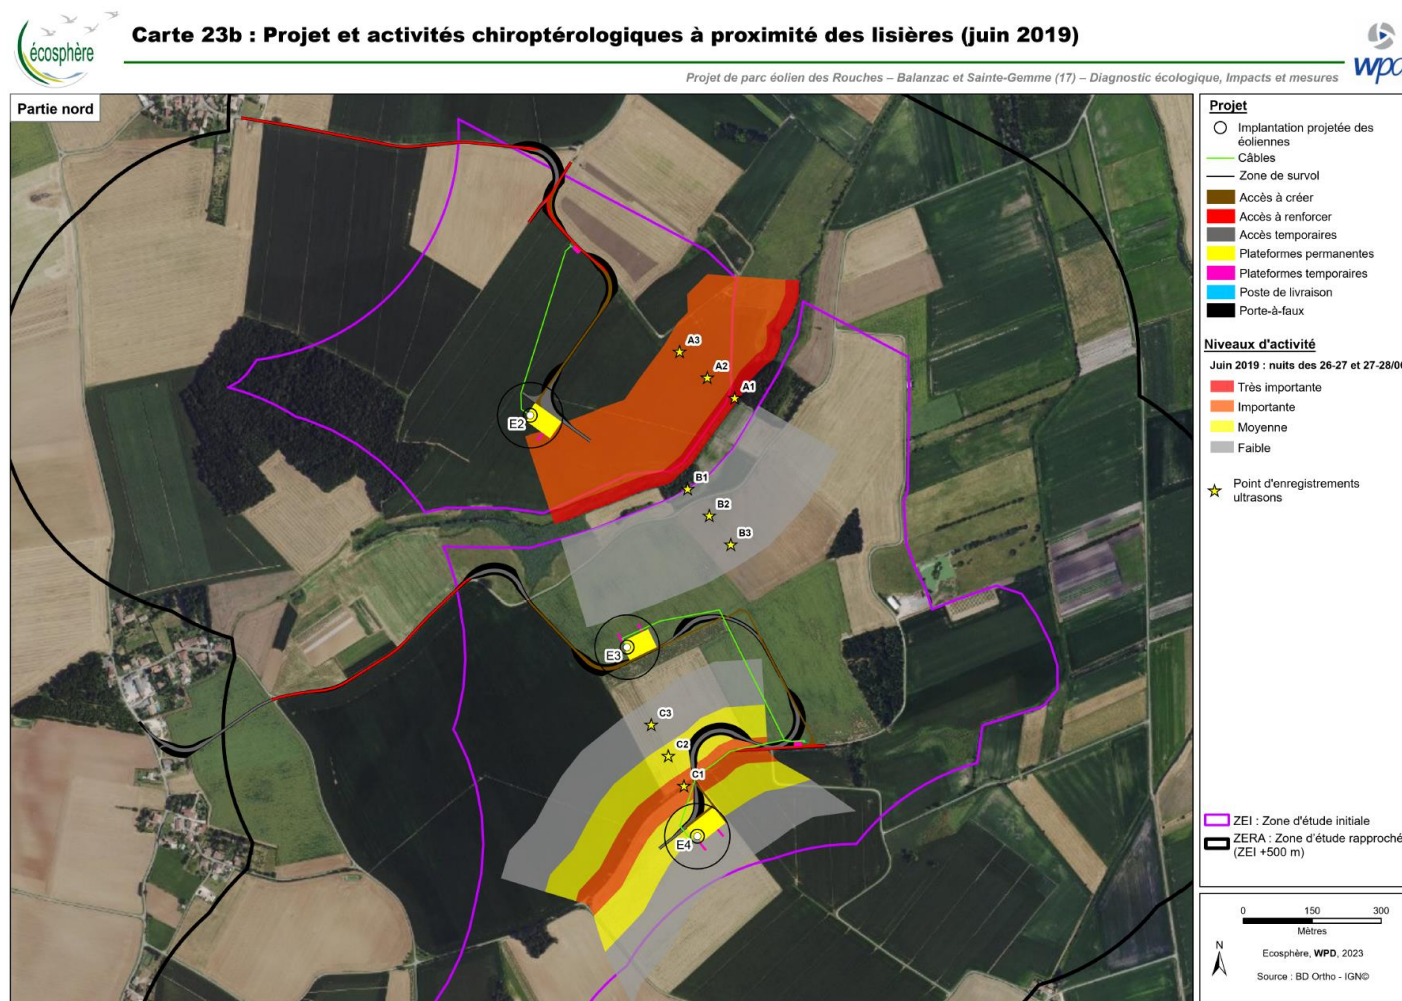 écosphère
Carte 23b : Projet et activités chiroptérologiques à proximité des lisières (juin 2019)
wpd
Projet de parc éolien des Rouches – Balanzac et Sainte-Gemme (17) – Diagnostic écologique, Impacts et mesures
Partie nord
A3
A2
A1
E2
B1
B2
B3
E3
C3
C2
C1
E4
Projet
Implantation projetée des
éoliennes
Câbles
Zone de survol
Accès à créer
Accès à renforcer
Accès temporaires
Plateformes permanentes
Plateformes temporaires
Poste de livraison
Porte-à-faux
Niveaux d'activité
Juin 2019 : nuits des 26-27 et 27-28/06
Très importante
Importante
Moyenne
Faible
Point d'enregistrements
ultrasons
ZEI : Zone d'étude initiale
ZERA : Zone d'étude rapproché
(ZEI +500 m)
0 150 300
Mètres
N
Ecosphère, WPD, 2023
Source : BD Ortho - IGN©